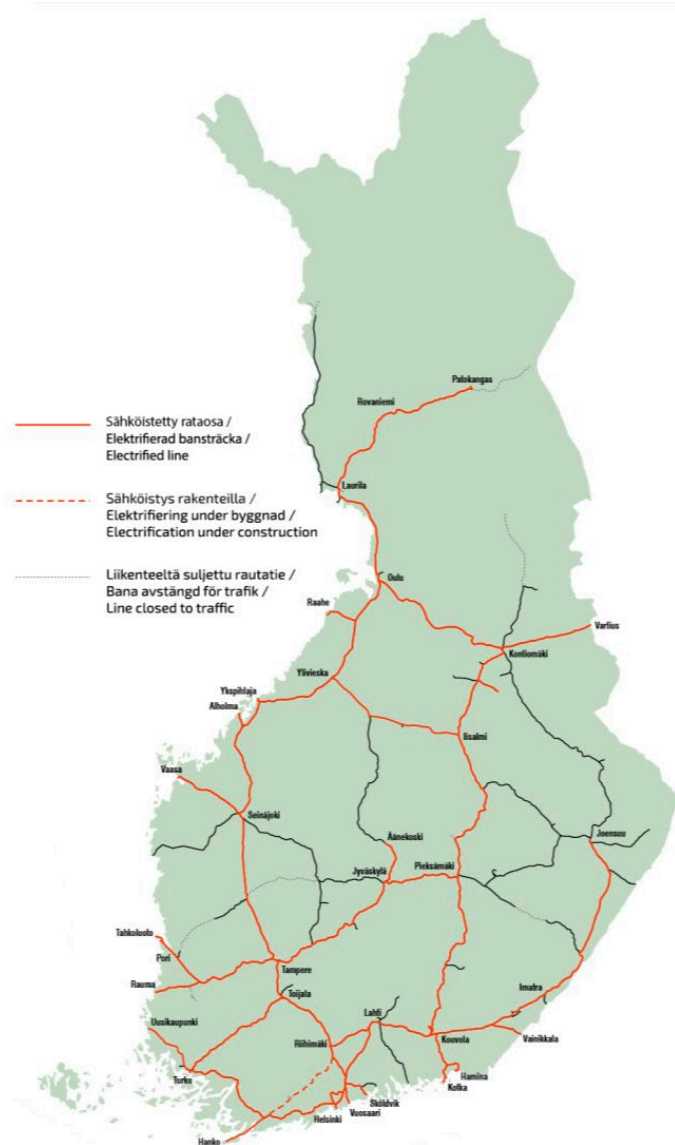 Patokangas
Rovaniemi
Sähköistetty rataosa /
Elektrifierad bansträcka /
Electrified line
Laurila
Sähköistys rakenteilla /
Elektrifiering under byggnad /
Electrification under construction
Liikenteeltä suljettu rautatie /
Bana avstängd för trafik /
Line closed to traffic
Oulu
Raahe
Vartius
Kontiomäki
Ylivieska
Ykspihlaja
Alholma
Iisalmi
Vaasa
Seinäjoki
Äänekoski
Joensuu
Jyväskylä
Pieksämäki
Tahkoluoto
Pori
Tampere
Rauma
Toijala
Imatra
Uusikaupunki
Lahti
Riihimäki
Kouvola
Vainikkala
Turku
Hamina
Kotka
Sköldvik
Vuosaari
Helsinki
Hanko